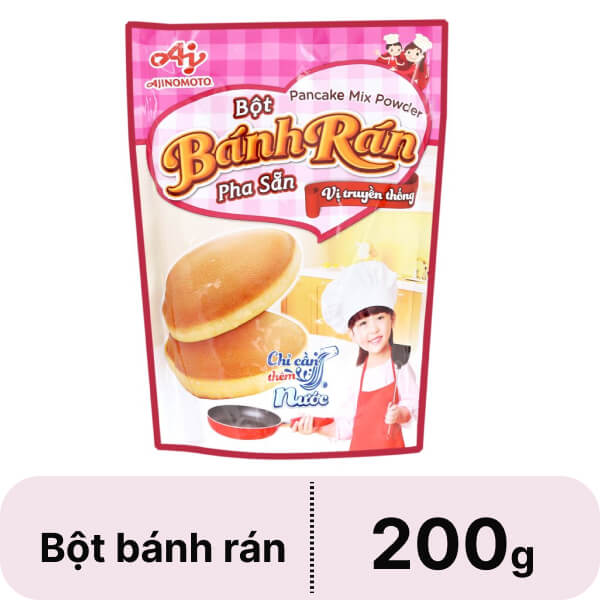 AJINOMOTO
Pancake Mix Powder
Bột
Bánh Rán
Pha Sẵn
Vị truyền thống
Chỉ cần
thêm
Nước
Bột bánh rán
200g